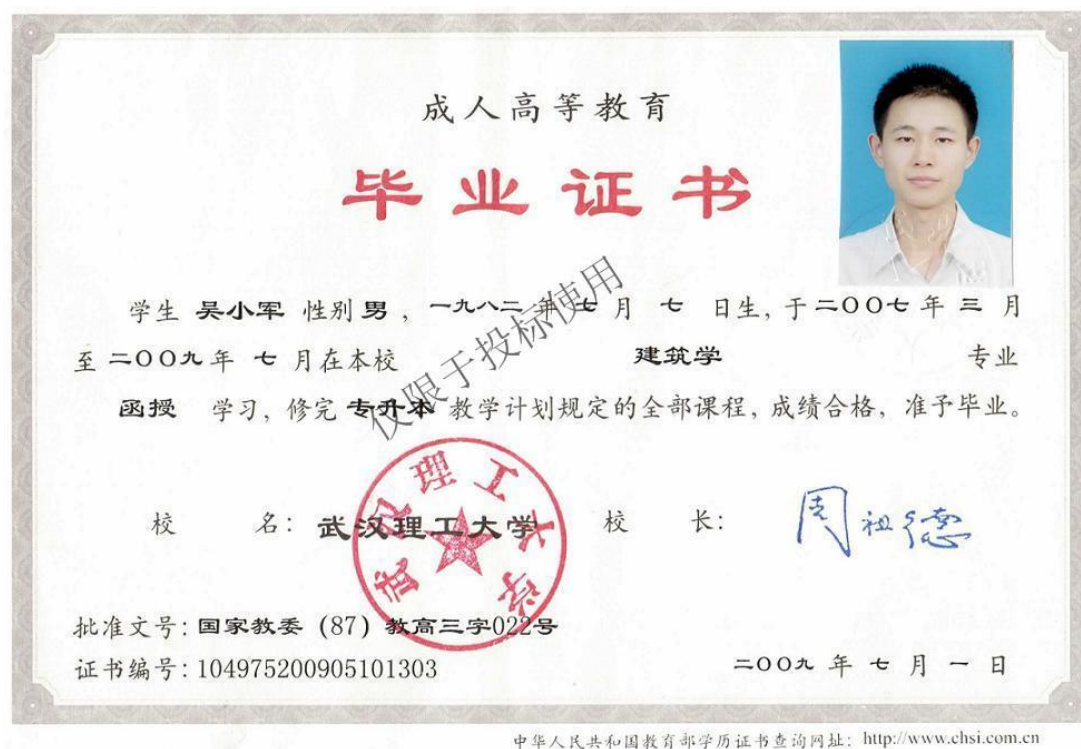 成人高等教育
毕业证书
学生 吴小军 性别 男 ，一九八二 年 七 月 七 日生，于 二〇〇七 年 三 月
至 二〇〇九 年 七 月在本校 建筑学 专业
函授 学习，修完 专升本 教学计划规定的全部课程，成绩合格，准予毕业。
仅限于投标使用
武汉理工大学
校 名：武汉理工大学 校 长：周祖德
批准文号：国家教委（87）教高三字022号
证书编号：104975200905101303 二〇〇九 年 七 月 一 日
中华人民共和国教育部学历证书查询网址：http://www.chsi.com.cn